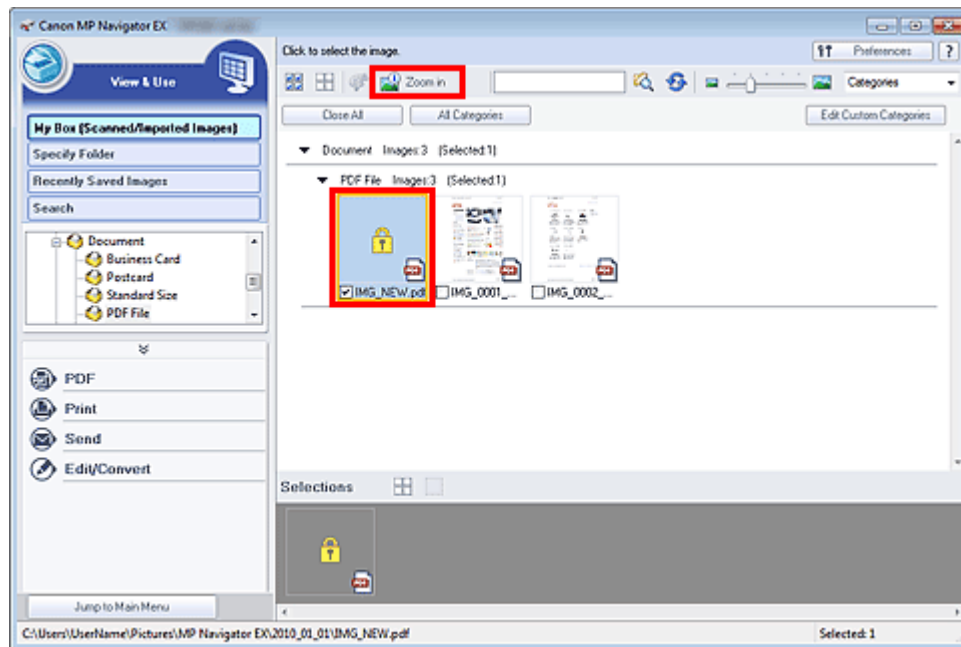 Canon MP Navigator EX
View & Use
My Box (Scanned/Imported Images)
Specify Folder
Recently Saved Images
Search
Document
Business Card
Postcard
Standard Size
PDF File
PDF
Print
Send
Edit/Convert
Jump to Main Menu
Click to select the image.
Preferences
?
Zoom in
Categories
Close All
All Categories
Edit Custom Categories
Document Images:3 (Selected:1)
PDF File Images:3 (Selected:1)
IMG_NEW.pdf
IMG_0001_...
IMG_0002_...
Selections
C:\Users\UserName\Pictures\MP Navigator EX\2010_01_01\IMG_NEW.pdf
Selected: 1